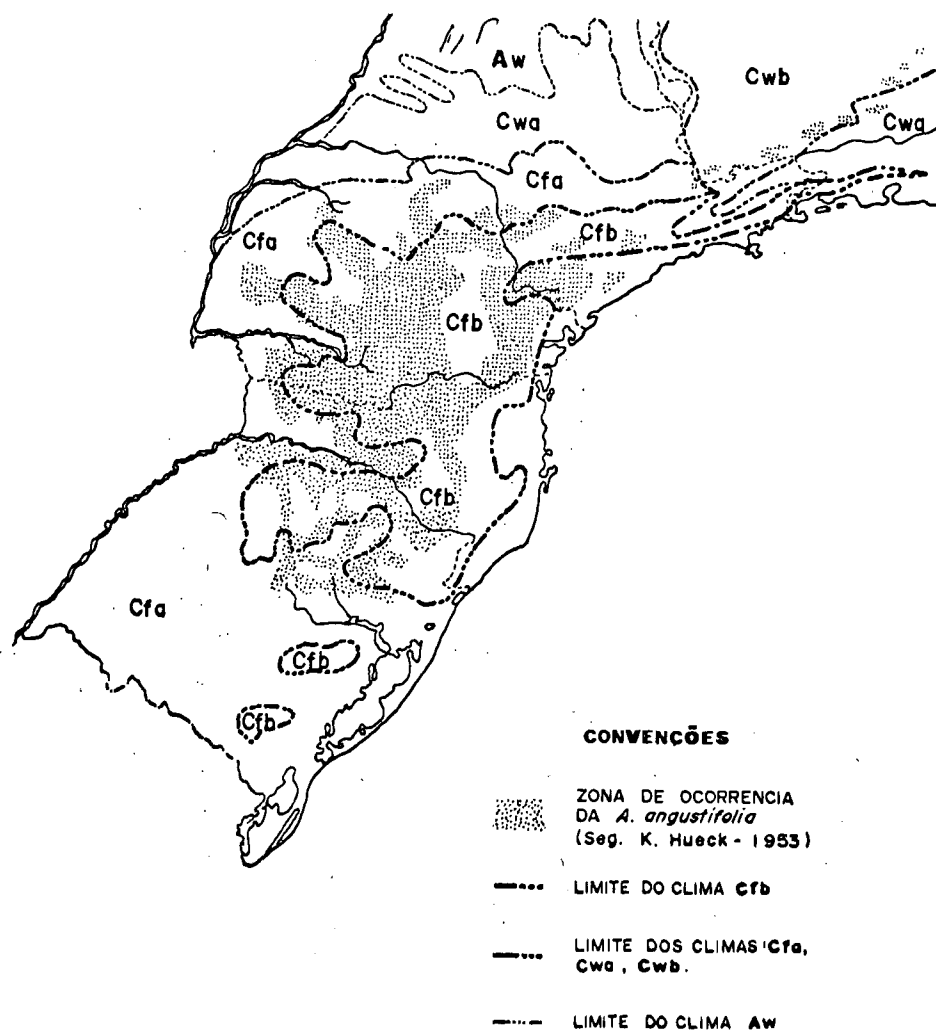 Aw
Cwb
Cwa
Cwa
Cfa
Cfa
Cfb
Cfb
Cfb
Cfa
Cfb
Cfb
CONVENÇÕES
ZONA DE OCORRENCIA
DA A. angustifolia
(Seg. K. Hueck - 1953)
LIMITE DO CLIMA Cfb
LIMITE DOS CLIMAS Cfa,
Cwa, Cwb.
LIMITE DO CLIMA Aw